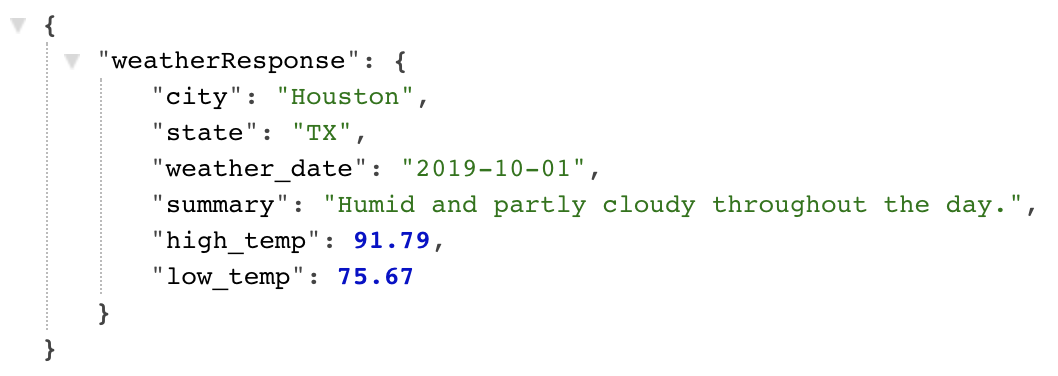 {
"weatherResponse": {
"city": "Houston",
"state": "TX",
"weather_date": "2019-10-01",
"summary": "Humid and partly cloudy throughout the day.",
"high_temp": 91.79,
"low_temp": 75.67
}
}